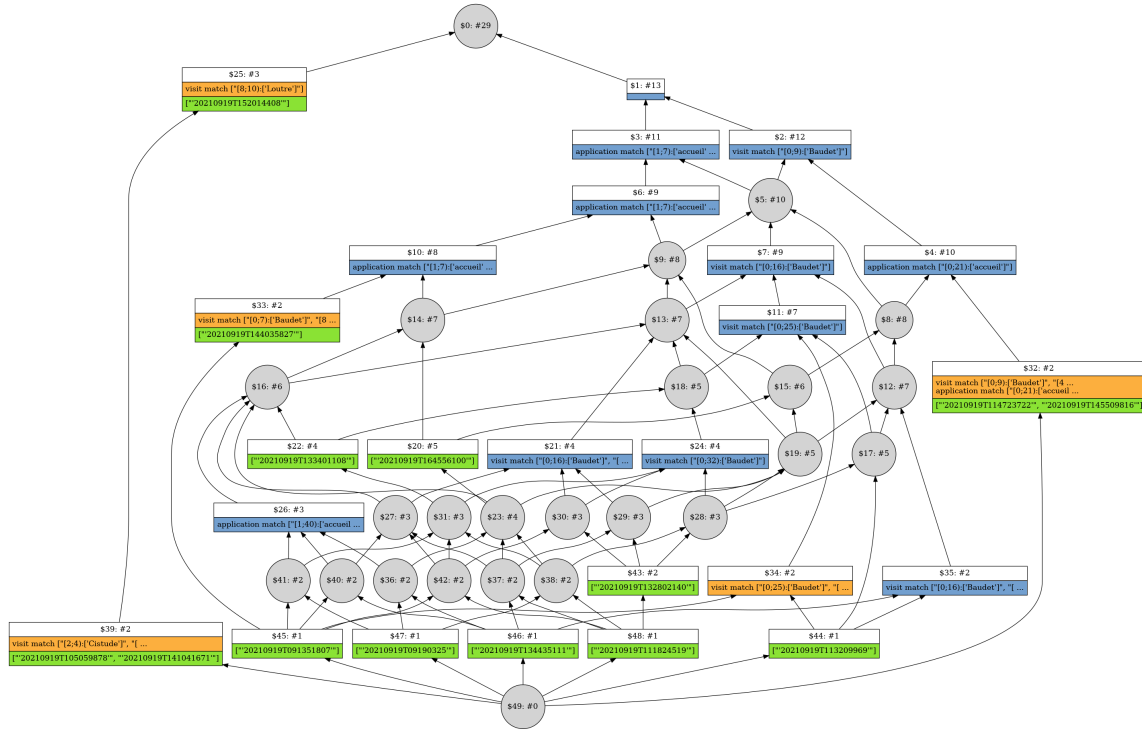 $0: #29
$25: #3
visit match ["[8;10):['Loutre']"]
["'20210919T152014408'"]
$1: #13
$3: #11
application match ["[1;7):['accueil' ...
$2: #12
visit match ["[0;9):['Baudet']"]
$6: #9
application match ["[1;7):['accueil' ...
$5: #10
$10: #8
application match ["[1;7):['accueil' ...
$9: #8
$7: #9
visit match ["[0;16):['Baudet']"]
$4: #10
application match ["[0;21):['accueil']"]
$33: #2
visit match ["[0;7):['Baudet']", "[8 ...
["'20210919T144035827'"]
$14: #7
$13: #7
$11: #7
visit match ["[0;25):['Baudet']"]
$8: #8
$16: #6
$18: #5
$15: #6
$12: #7
$32: #2
visit match ["[0;9):['Baudet']", "[4 ...
application match ["[0;21):['accueil ...
["'20210919T114723722'", "'20210919T145509816'"]
$22: #4
["'20210919T133401108'"]
$20: #5
["'20210919T164556100'"]
$21: #4
visit match ["[0;16):['Baudet']", "[ ...
$24: #4
visit match ["[0;32):['Baudet']"]
$19: #5
$17: #5
$26: #3
application match ["[1;40):['accueil ...
$27: #3
$31: #3
$23: #4
$30: #3
$29: #3
$28: #3
$41: #2
$40: #2
$36: #2
$42: #2
$37: #2
$38: #2
$43: #2
["'20210919T132802140'"]
$34: #2
visit match ["[0;25):['Baudet']", "[ ...
$35: #2
visit match ["[0;16):['Baudet']", "[ ...
$39: #2
visit match ["[2;4):['Cistude']", "[ ...
["'20210919T105059878'", "'20210919T141041671'"]
$45: #1
["'20210919T091351807'"]
$47: #1
["'20210919T09190325'"]
$46: #1
["'20210919T134435111'"]
$48: #1
["'20210919T111824519'"]
$44: #1
["'20210919T113209969'"]
$49: #0